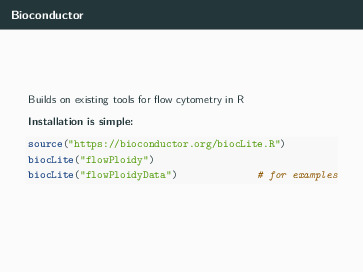 Bioconductor
Builds on existing tools for flow cytometry in R
Installation is simple:
source("https://bioconductor.org/biocLite.R")
biocLite("flowPloidy")
biocLite("flowPloidyData") # for examples